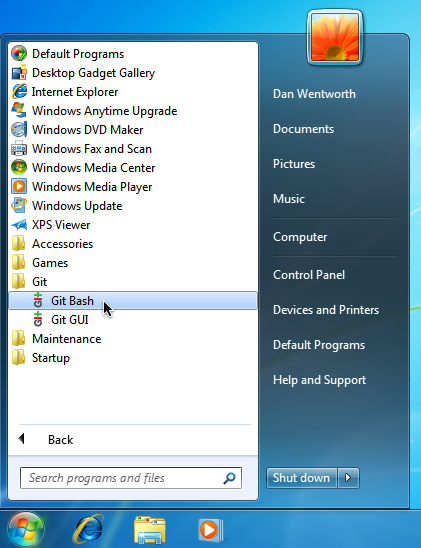 Default Programs
Desktop Gadget Gallery
Internet Explorer
Windows Anytime Upgrade
Windows DVD Maker
Windows Fax and Scan
Windows Media Center
Windows Media Player
Windows Update
XPS Viewer
Accessories
Games
Git
Git Bash
Git GUI
Maintenance
Startup
Back
Search programs and files
Dan Wentworth
Documents
Pictures
Music
Computer
Control Panel
Devices and Printers
Default Programs
Help and Support
Shut down